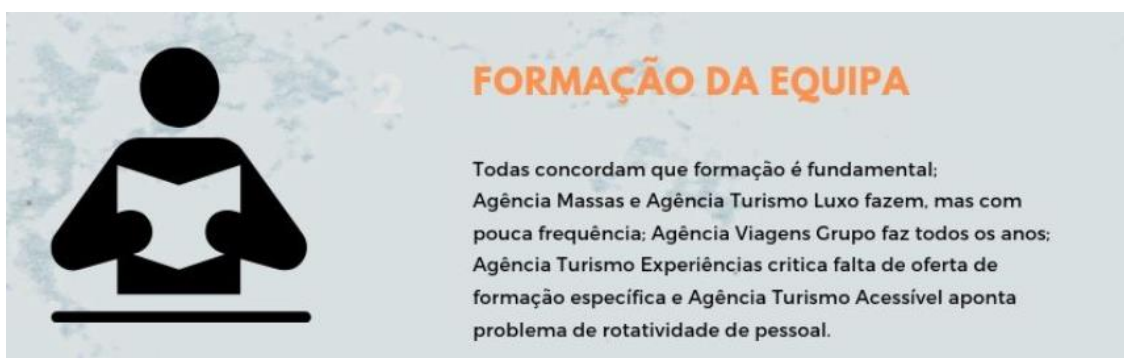 2
FORMAÇÃO DA EQUIPA
Todas concordam que formação é fundamental;
Agência Massas e Agência Turismo Luxo fazem, mas com
pouca frequência; Agência Viagens Grupo faz todos os anos;
Agência Turismo Experiências critica falta de oferta de
formação específica e Agência Turismo Acessível aponta
problema de rotatividade de pessoal.